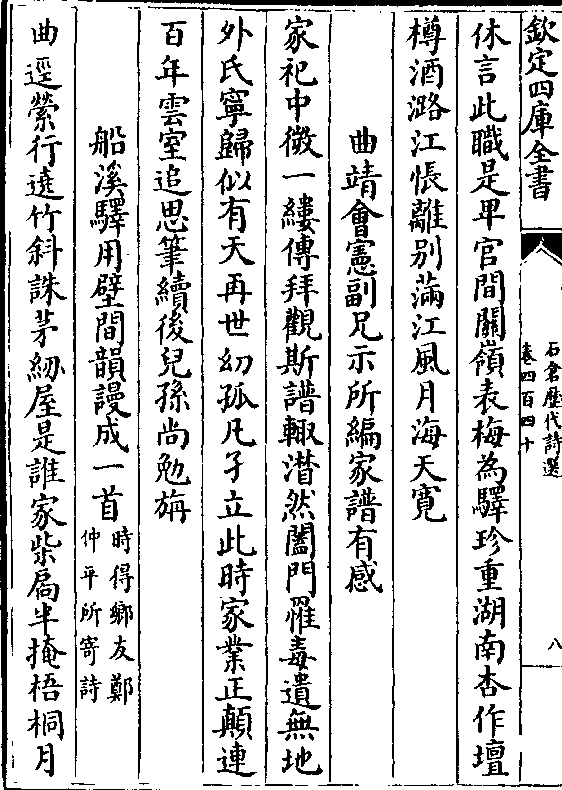 欽定四庫全書
石倉歷代詩選
卷四百四十
八
休言此職是卑官間關嶺表梅為驛珍重湖南杏作壇
樽酒潞江悵離别滿江風月海天寛
曲靖會憲副兄示所編家譜有感
家祀中微一縷傳拜觀斯譜輙潸然闔門罹毒遺無地
外氏寧歸似有天再世幻孤凡孑立此時家業正顛連
百年雲室追思筆續後兒孫尚勉旃
船溪驛用壁間韻謾成一首時得鄉友鄭仲平所寄詩
曲逕縈行遶竹斜誅茅紉屋是誰家柴扃半掩梧桐月